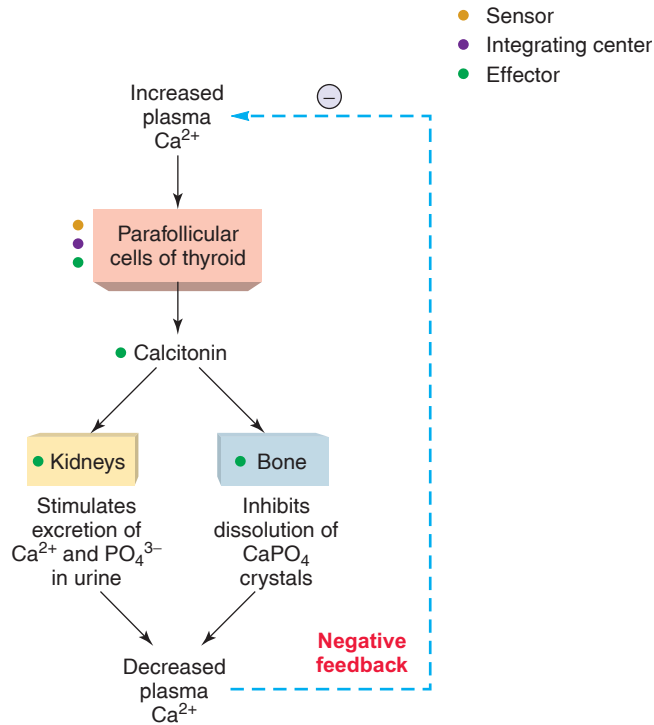 Sensor
Integrating center
Effector
−
Increased
plasma
Ca²⁺
Parafollicular
cells of thyroid
Calcitonin
Kidneys
Bone
Stimulates
excretion of
Ca²⁺ and PO₄³⁻
in urine
Inhibits
dissolution of
CaPO₄
crystals
Negative
feedback
Decreased
plasma
Ca²⁺